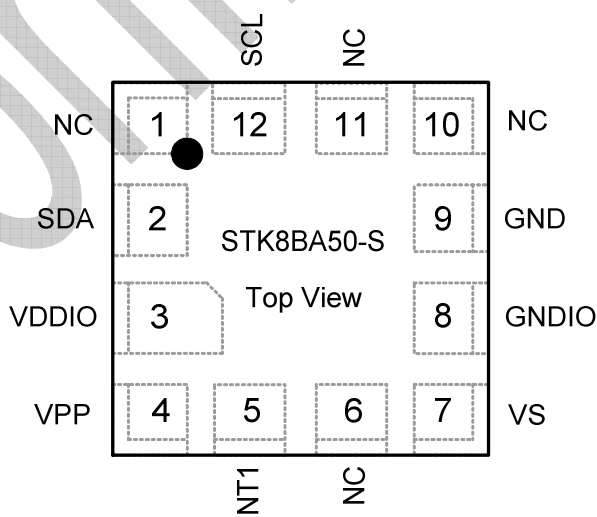 SCL
NC
NC 1 12 11 10 NC
SDA 2 9 GND
STK8BA50-S
Top View
VDDIO 3 8 GNDIO
VPP 4 5 6 7 VS
NT1
NC